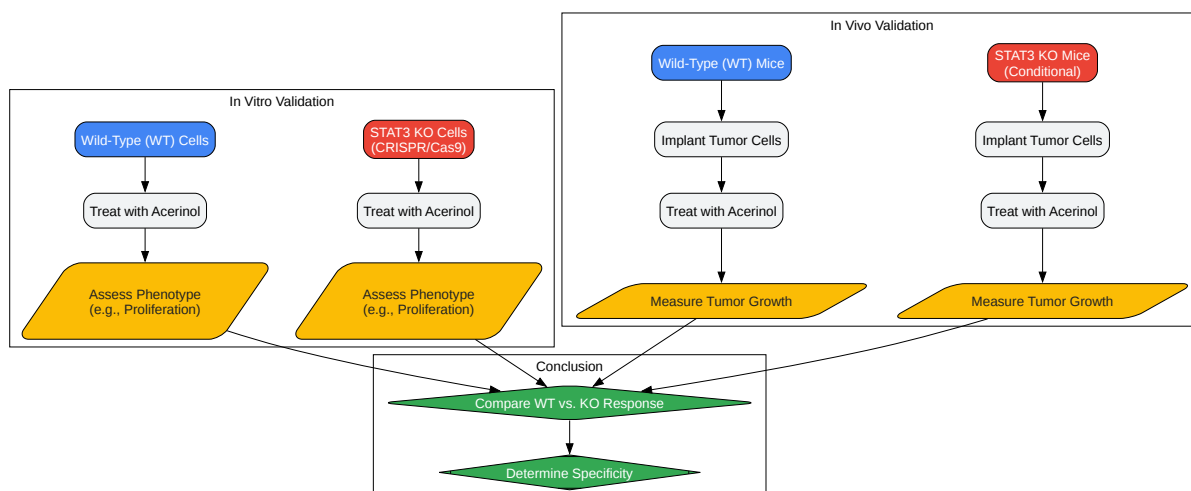 In Vitro Validation
Wild-Type (WT) Cells
STAT3 KO Cells
(CRISPR/Cas9)
Treat with Acerinol
Treat with Acerinol
Assess Phenotype
(e.g., Proliferation)
Assess Phenotype
(e.g., Proliferation)
In Vivo Validation
Wild-Type (WT) Mice
STAT3 KO Mice
(Conditional)
Implant Tumor Cells
Implant Tumor Cells
Treat with Acerinol
Treat with Acerinol
Measure Tumor Growth
Measure Tumor Growth
Conclusion
Compare WT vs. KO Response
Determine Specificity